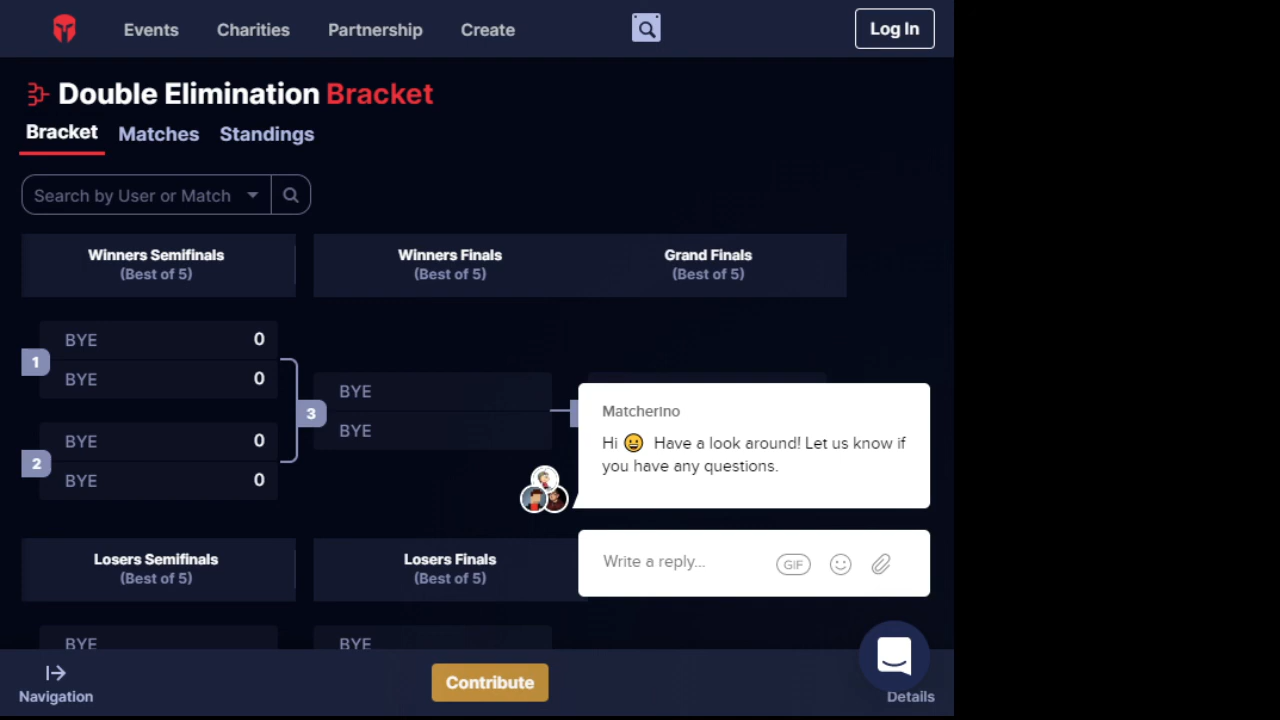 Events Charities Partnership Create Log In
Double Elimination Bracket
Bracket Matches Standings
Search by User or Match
Winners Semifinals Winners Finals Grand Finals
(Best of 5) (Best of 5) (Best of 5)
BYE 0
1
BYE 0
BYE
3
BYE
BYE 0
2
BYE 0
Matcherino
Hi 😀 Have a look around! Let us know if
you have any questions.
Losers Semifinals Losers Finals
(Best of 5) (Best of 5)
Write a reply... GIF
BYE BYE
Navigation Contribute Details